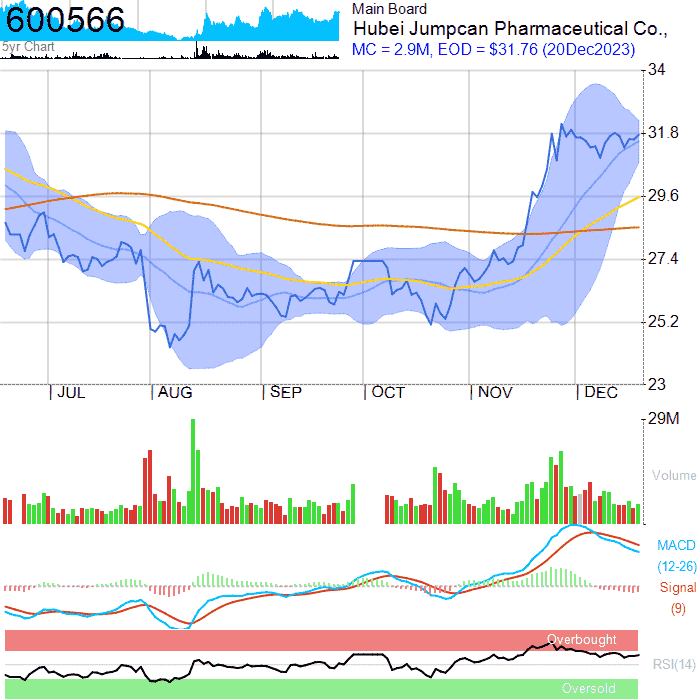 600566
5yr Chart
Main Board
Hubei Jumpcan Pharmaceutical Co.,
MC = 2.9M, EOD = $31.76 (20Dec2023)
34
31.8
29.6
27.4
25.2
23
JUL
AUG
SEP
OCT
NOV
DEC
29M
Volume
MACD
(12-26)
Signal
(9)
Overbought
RSI(14)
Oversold